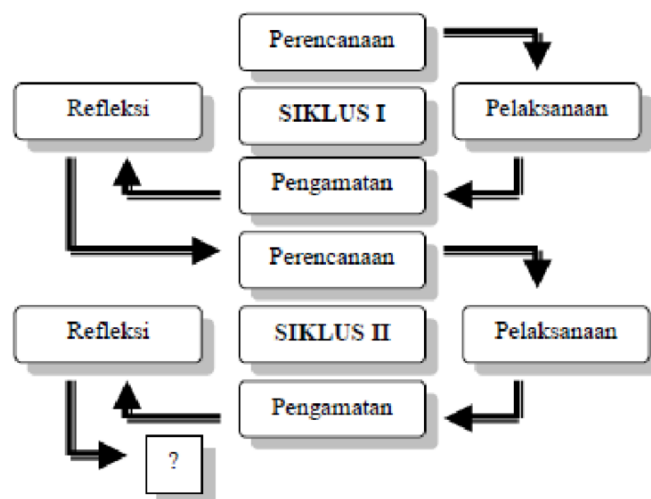 Perencanaan
Refleksi
SIKLUS I
Pelaksanaan
Pengamatan
Perencanaan
Refleksi
SIKLUS II
Pelaksanaan
Pengamatan
?